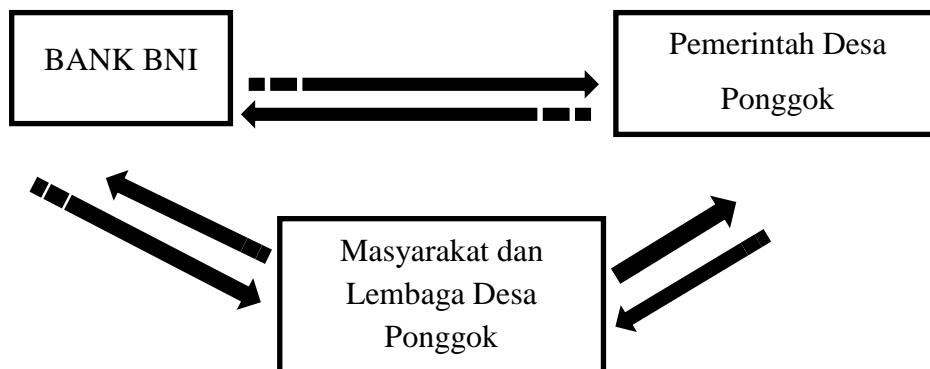 BANK BNI
Pemerintah Desa
Ponggok
Masyarakat dan
Lembaga Desa
Ponggok